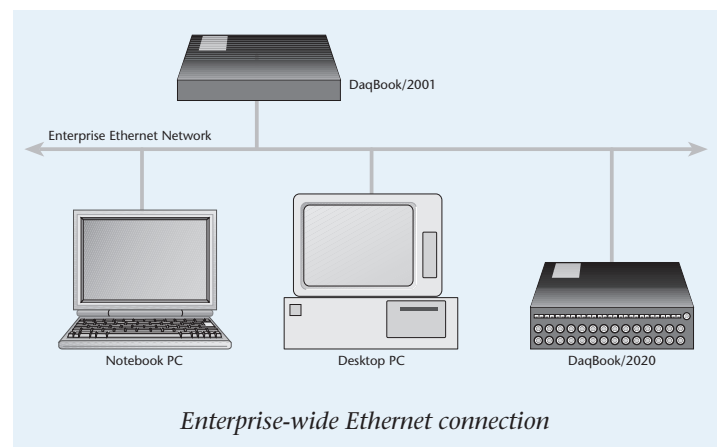 DaqBook/2001
Enterprise Ethernet Network
Notebook PC
Desktop PC
DaqBook/2020
Enterprise-wide Ethernet connection